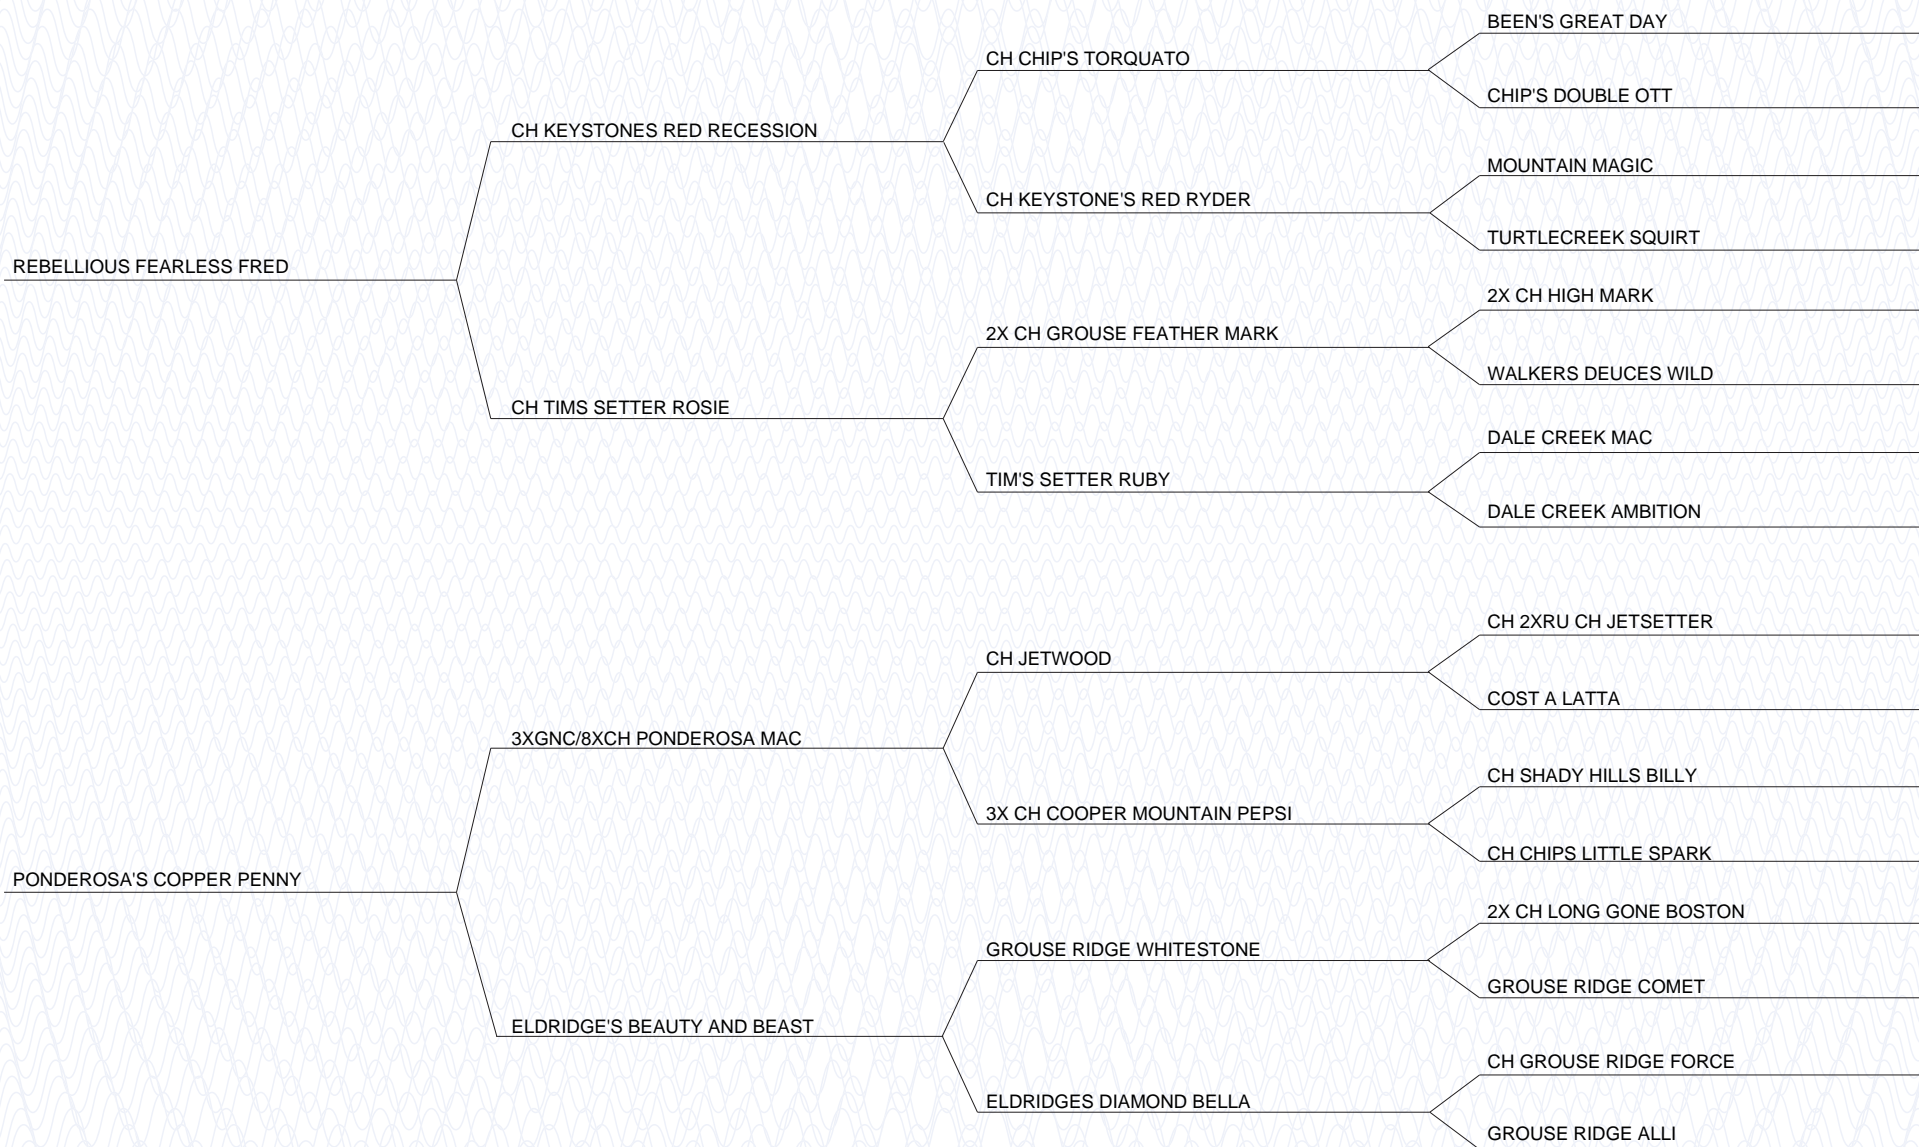 BEEN'S GREAT DAY
CH CHIP'S TORQUATO
CHIP'S DOUBLE OTT
CH KEYSTONES RED RECESSION
MOUNTAIN MAGIC
CH KEYSTONE'S RED RYDER
TURTLECREEK SQUIRT
REBELLIOUS FEARLESS FRED
2X CH HIGH MARK
2X CH GROUSE FEATHER MARK
WALKERS DEUCES WILD
CH TIMS SETTER ROSIE
DALE CREEK MAC
TIM'S SETTER RUBY
DALE CREEK AMBITION
CH 2XRU CH JETSETTER
CH JETWOOD
COST A LATTA
3XGNC/8XCH PONDEROSA MAC
CH SHADY HILLS BILLY
3X CH COOPER MOUNTAIN PEPSI
CH CHIPS LITTLE SPARK
PONDEROSA'S COPPER PENNY
2X CH LONG GONE BOSTON
GROUSE RIDGE WHITESTONE
GROUSE RIDGE COMET
ELDRIDGE'S BEAUTY AND BEAST
CH GROUSE RIDGE FORCE
ELDRIDGES DIAMOND BELLA
GROUSE RIDGE ALLI